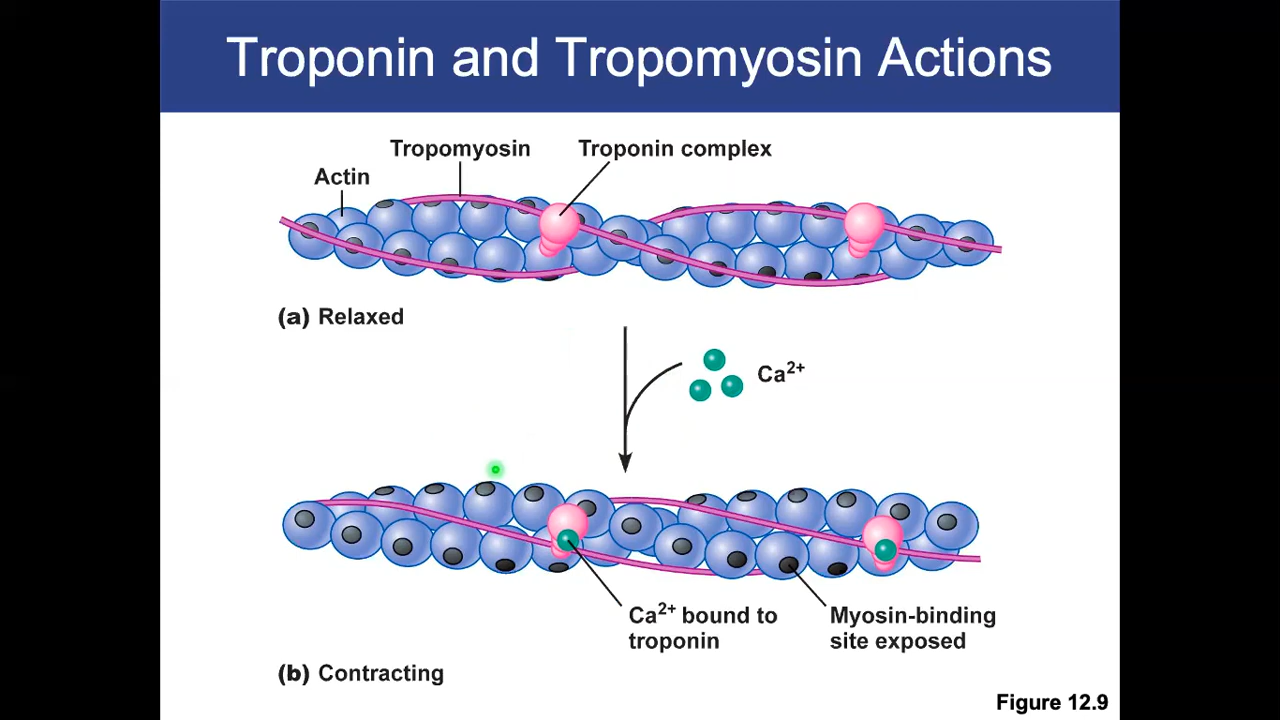 Troponin and Tropomyosin Actions
Tropomyosin
Troponin complex
Actin
(a) Relaxed
Ca²⁺
Ca²⁺ bound to
troponin
Myosin-binding
site exposed
(b) Contracting
Figure 12.9